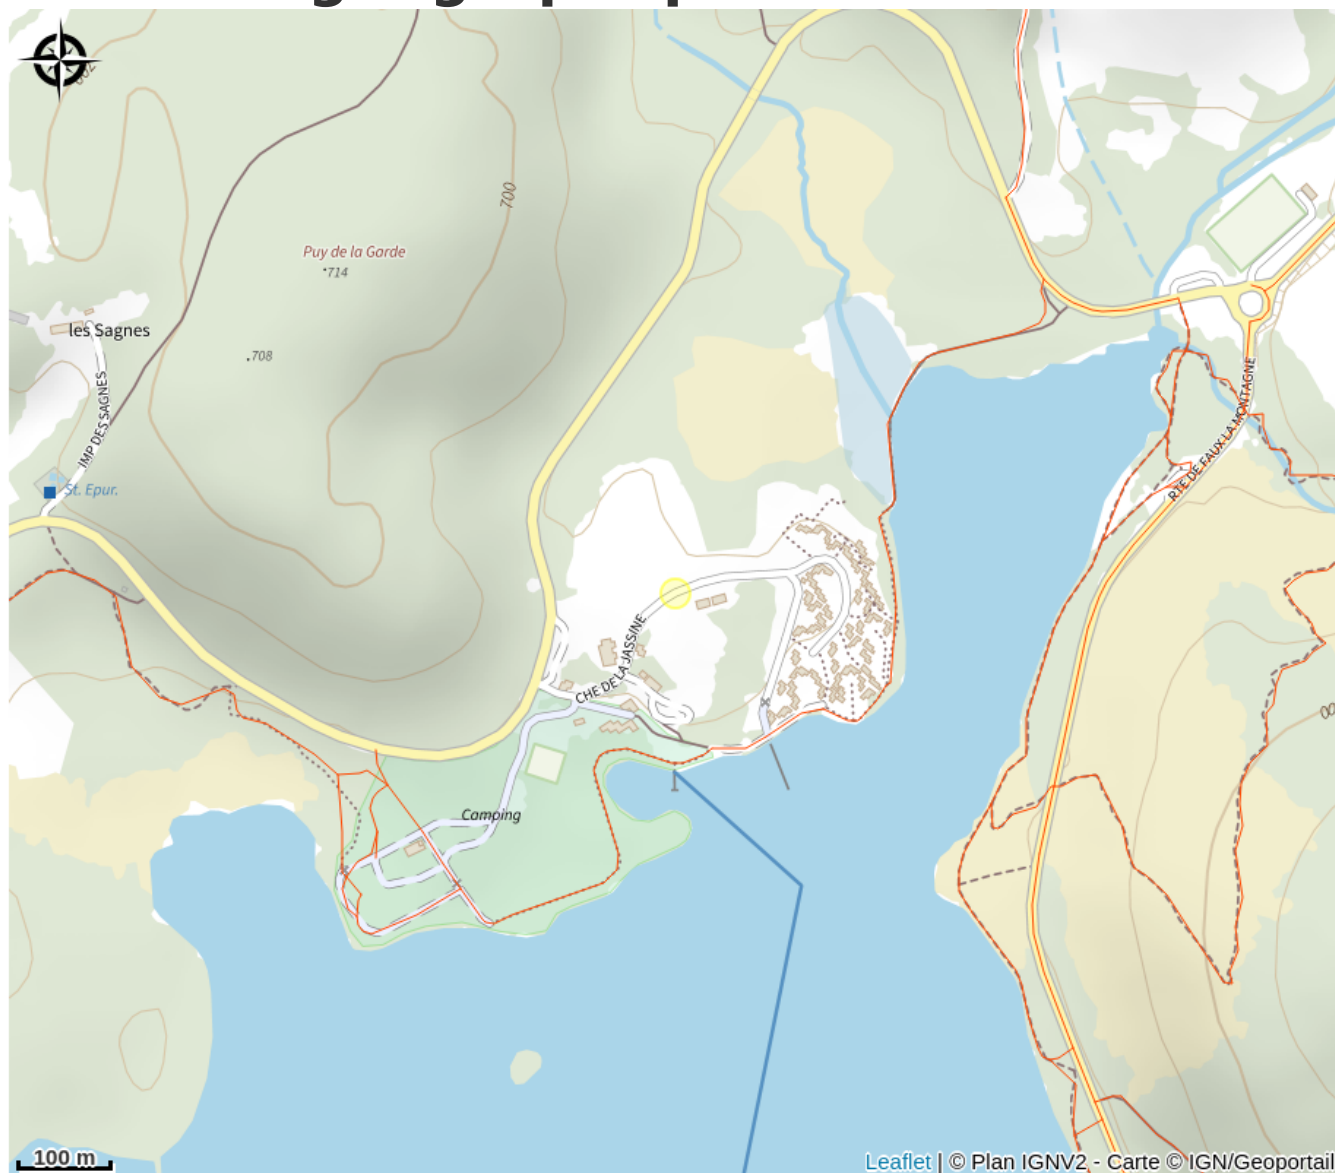 700
Puy de la Garde
714
les Sagnes
708
IMP DES SAGNES
St. Epur.
RTE DE FAUX-LA-MONTAGNE
CHE DE LA JASSINE
Camping
100 m
Leaflet | © Plan IGNV2 - Carte © IGN/Geoportail